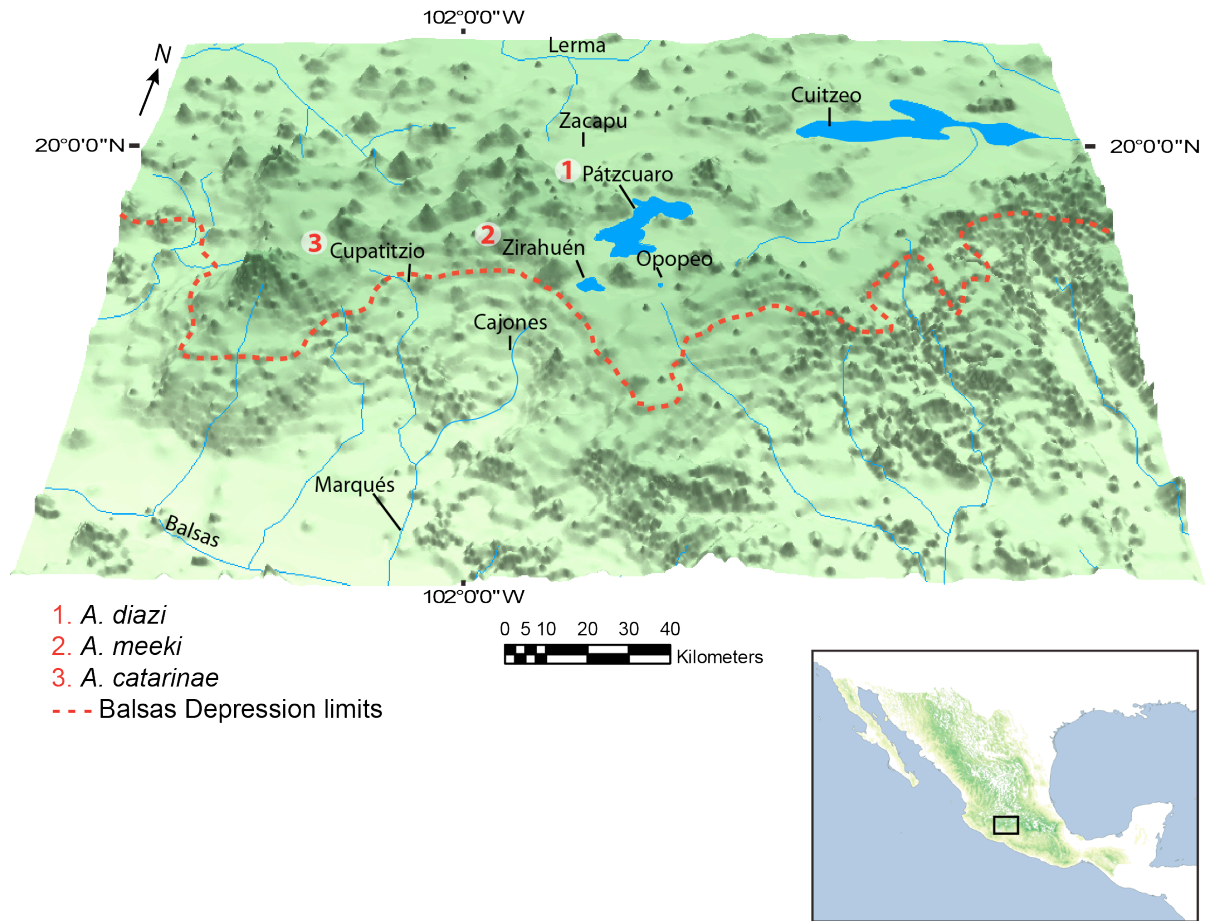 102°0'0"W
N
Lerma
Cuitzeo
Zacapu
20°0'0"N
20°0'0"N
1 Pátzcuaro
2 Zirahuén
3 Cupatitzio
Opopeo
Cajones
Marqués
Balsas
102°0'0"W
1. A. diazi
2. A. meeki
3. A. catarinae
Balsas Depression limits
0 5 10 20 30 40
Kilometers